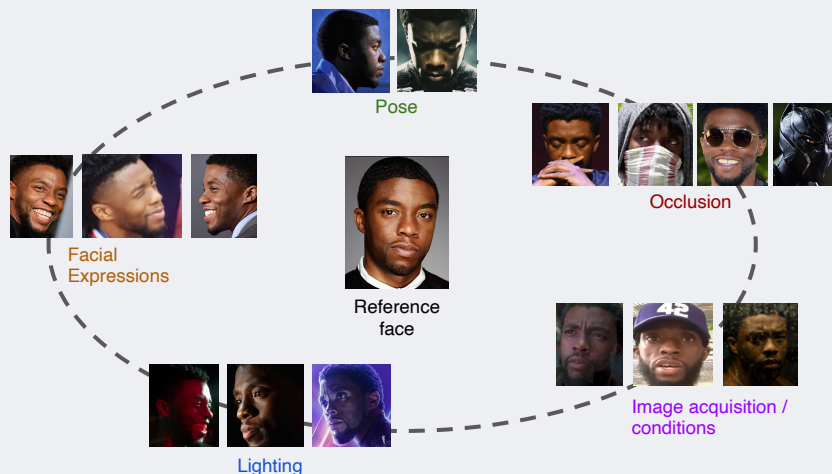 Pose
Occlusion
Facial
Expressions
Reference
face
42
Image acquisition /
conditions
Lighting